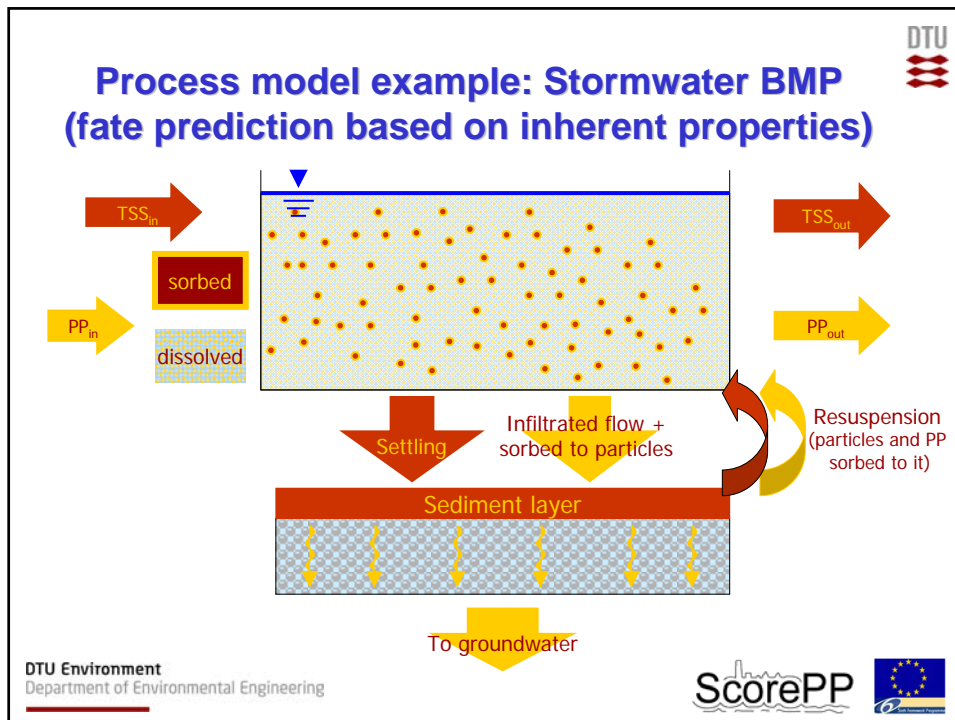 DTU
Process model example: Stormwater BMP
(fate prediction based on inherent properties)
TSSin
TSSout
sorbed
PPin
PPout
dissolved
Settling
Infiltrated flow +
sorbed to particles
Resuspension
(particles and PP
sorbed to it)
Sediment layer
To groundwater
DTU Environment
Department of Environmental Engineering
ScorePP
6